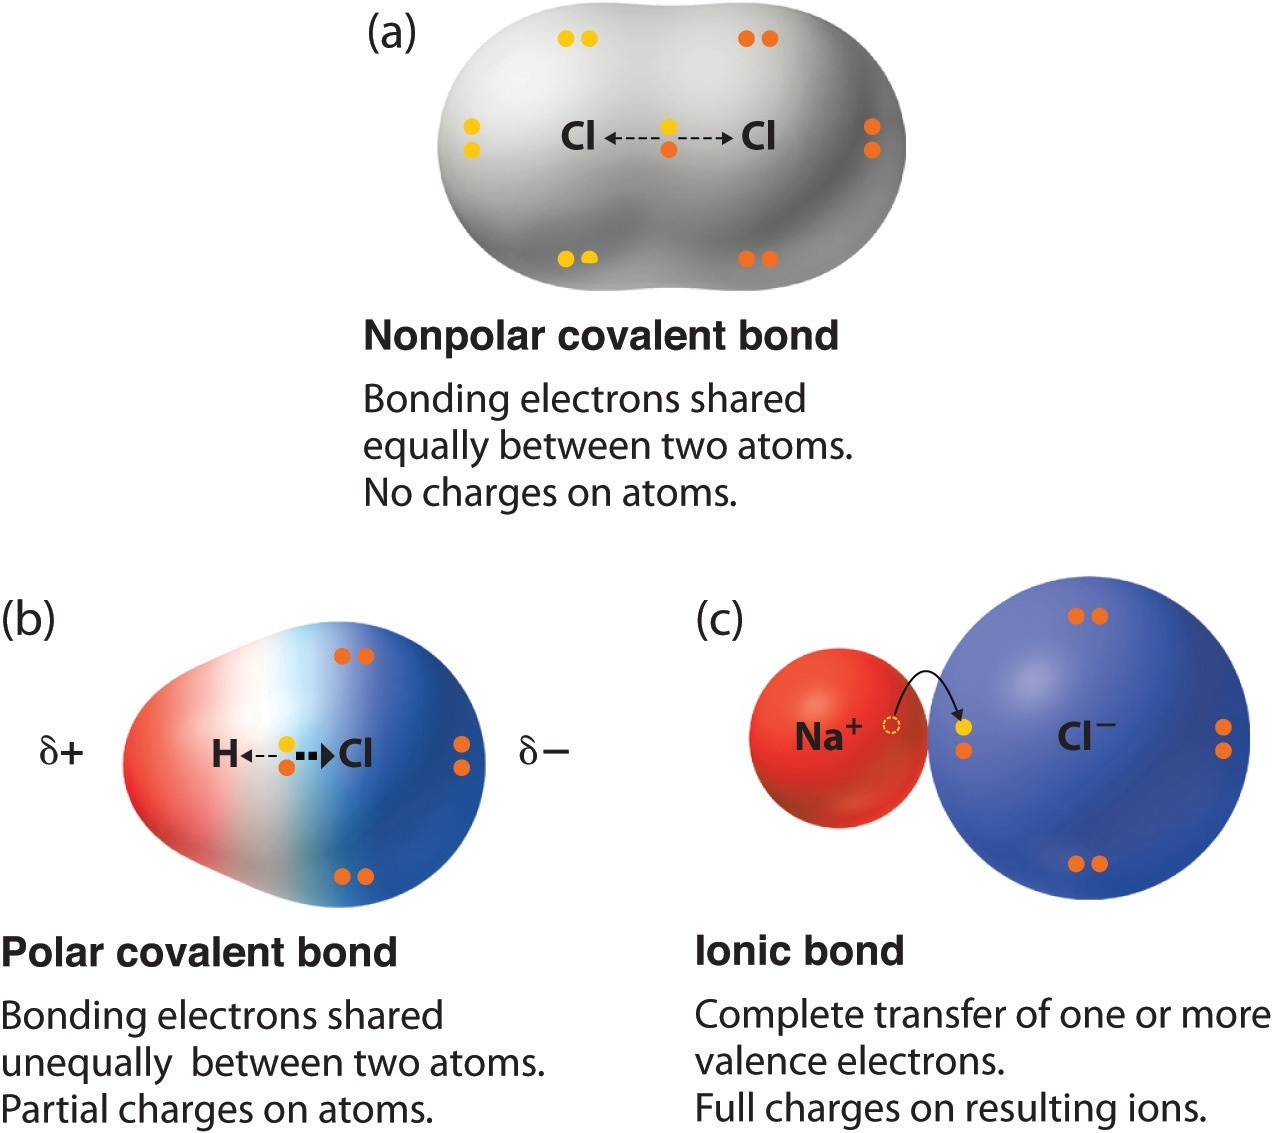 (a)
Cl Cl
Nonpolar covalent bond
Bonding electrons shared
equally between two atoms.
No charges on atoms.
(b)
δ+ H Cl δ−
Polar covalent bond
Bonding electrons shared
unequally between two atoms.
Partial charges on atoms.
(c)
Na⁺ Cl⁻
Ionic bond
Complete transfer of one or more
valence electrons.
Full charges on resulting ions.